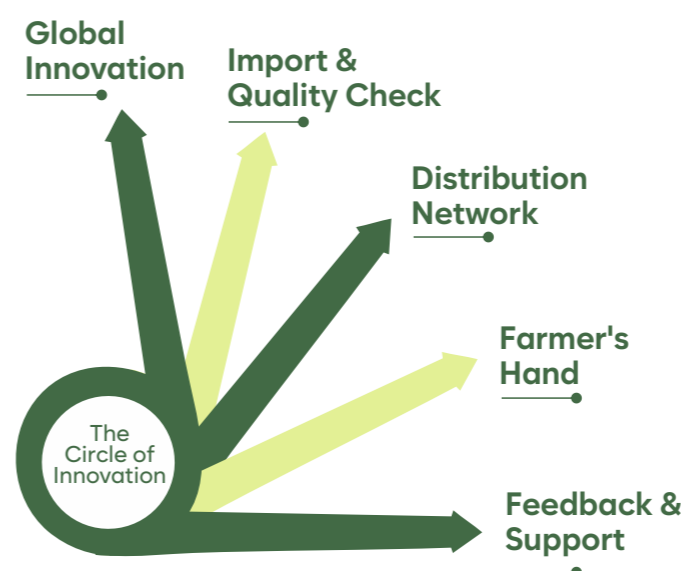 Global
Innovation
Import &
Quality Check
Distribution
Network
Farmer's
Hand
The
Circle of
Innovation
Feedback &
Support